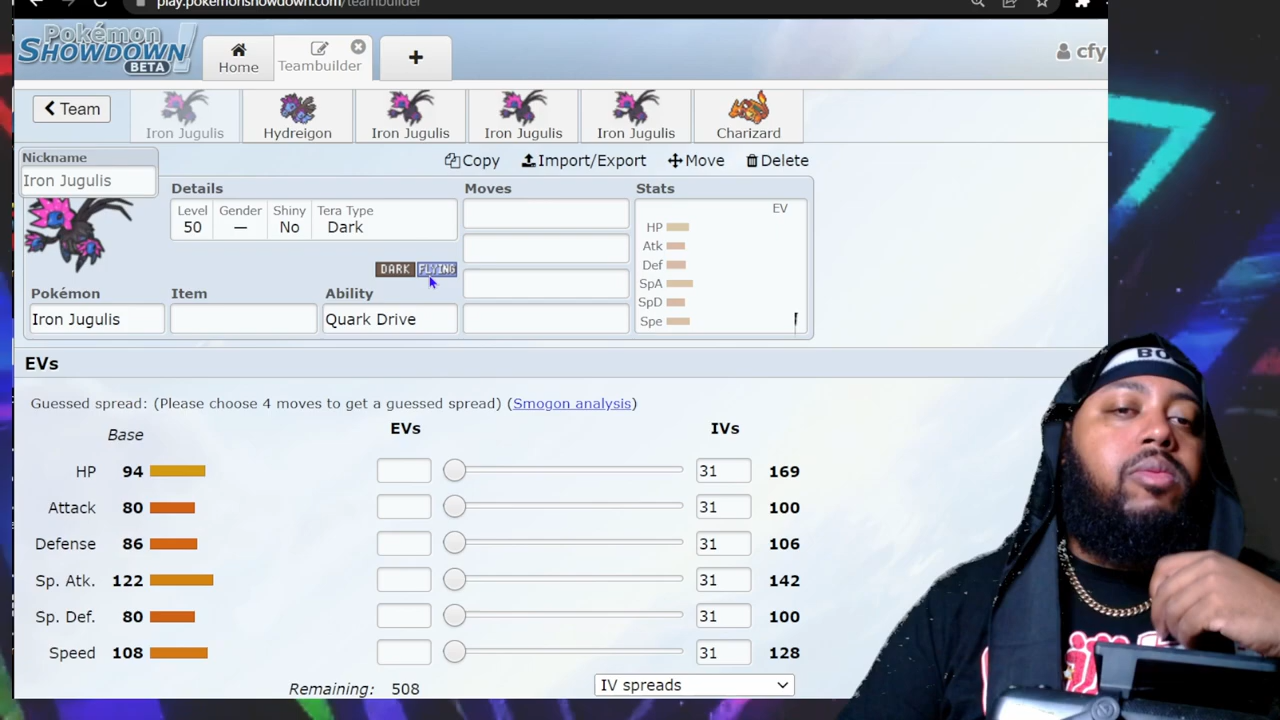 play.pokemonshowdown.com/teambuilder
Pokémon
SHOWDOWN!
BETA
Home
Teambuilder
+
cfy
Team
Iron Jugulis
Hydreigon
Iron Jugulis
Iron Jugulis
Iron Jugulis
Charizard
Copy
Import/Export
Move
Delete
Nickname
Iron Jugulis
Details
Level
50
Gender
—
Shiny
No
Tera Type
Dark
DARK
FLYING
Pokémon
Iron Jugulis
Item
Ability
Quark Drive
Moves
Stats
EV
HP
Atk
Def
SpA
SpD
Spe
EVs
Guessed spread: (Please choose 4 moves to get a guessed spread) (Smogon analysis)
Base
EVs
IVs
HP 94 31 169
Attack 80 31 100
Defense 86 31 106
Sp. Atk. 122 31 142
Sp. Def. 80 31 100
Speed 108 31 128
Remaining: 508
IV spreads